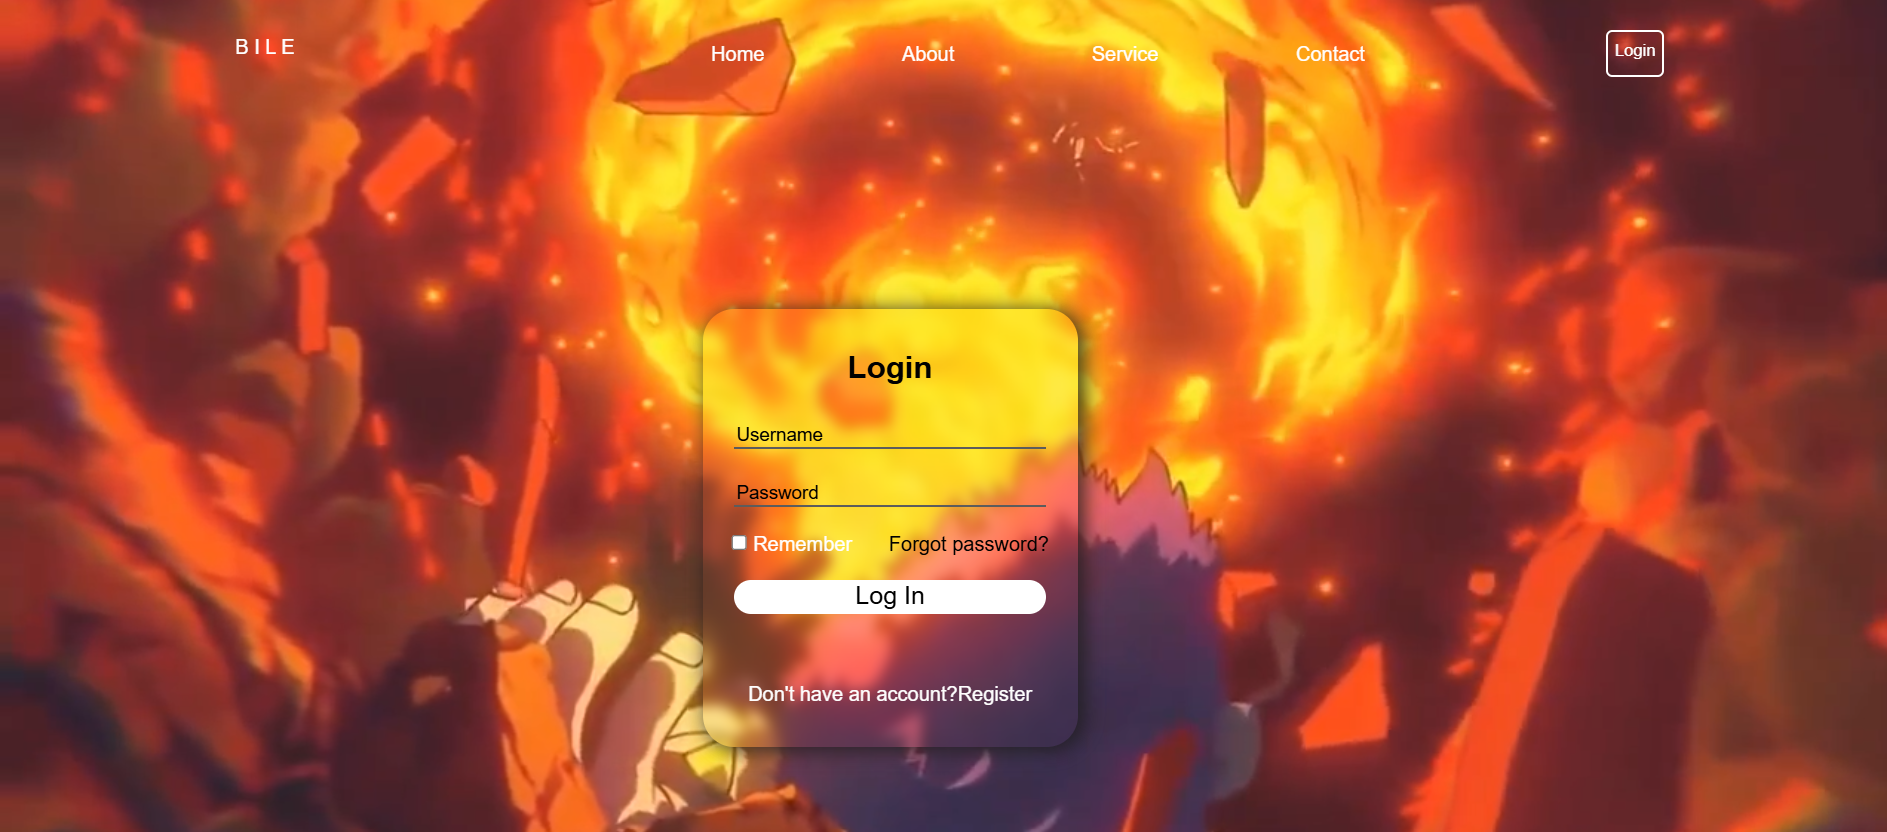 BILE
Home About Service Contact Login
Login
Username
Password
Remember Forgot password?
Log In
Don't have an account?Register